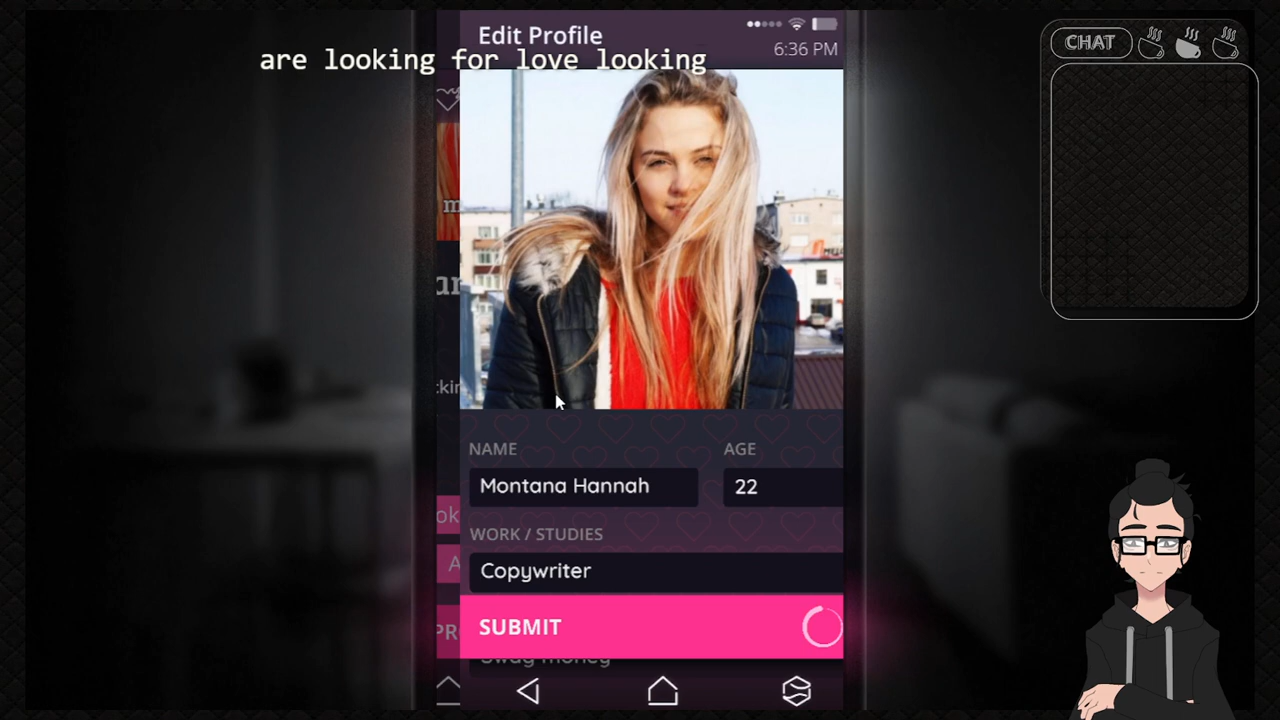 Edit Profile
6:36 PM
are looking for love looking
CHAT
NAME
AGE
Montana Hannah
22
WORK / STUDIES
Copywriter
SUBMIT